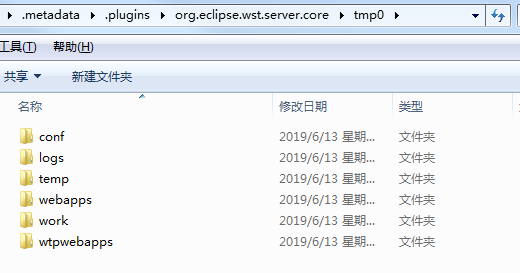 .metadata ▸ .plugins ▸ org.eclipse.wst.server.core ▸ tmp0 ▸
工具(T) 帮助(H)
共享 ▼ 新建文件夹
名称 修改日期 类型
conf 2019/6/13 星期... 文件夹
logs 2019/6/13 星期... 文件夹
temp 2019/6/13 星期... 文件夹
webapps 2019/6/13 星期... 文件夹
work 2019/6/13 星期... 文件夹
wtpwebapps 2019/6/13 星期... 文件夹